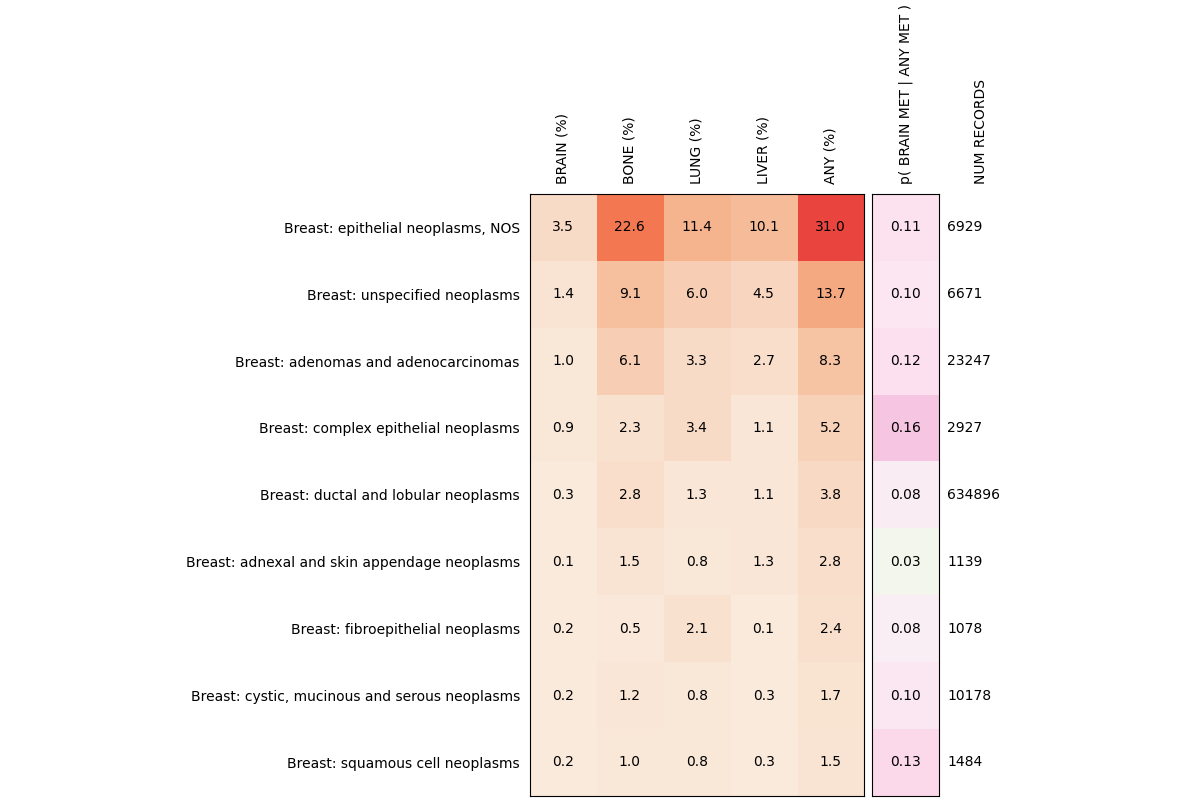 BRAIN (%) BONE (%) LUNG (%) LIVER (%) ANY (%) p( BRAIN MET | ANY MET ) NUM RECORDS
Breast: epithelial neoplasms, NOS 3.5 22.6 11.4 10.1 31.0 0.11 6929
Breast: unspecified neoplasms 1.4 9.1 6.0 4.5 13.7 0.10 6671
Breast: adenomas and adenocarcinomas 1.0 6.1 3.3 2.7 8.3 0.12 23247
Breast: complex epithelial neoplasms 0.9 2.3 3.4 1.1 5.2 0.16 2927
Breast: ductal and lobular neoplasms 0.3 2.8 1.3 1.1 3.8 0.08 634896
Breast: adnexal and skin appendage neoplasms 0.1 1.5 0.8 1.3 2.8 0.03 1139
Breast: fibroepithelial neoplasms 0.2 0.5 2.1 0.1 2.4 0.08 1078
Breast: cystic, mucinous and serous neoplasms 0.2 1.2 0.8 0.3 1.7 0.10 10178
Breast: squamous cell neoplasms 0.2 1.0 0.8 0.3 1.5 0.13 1484